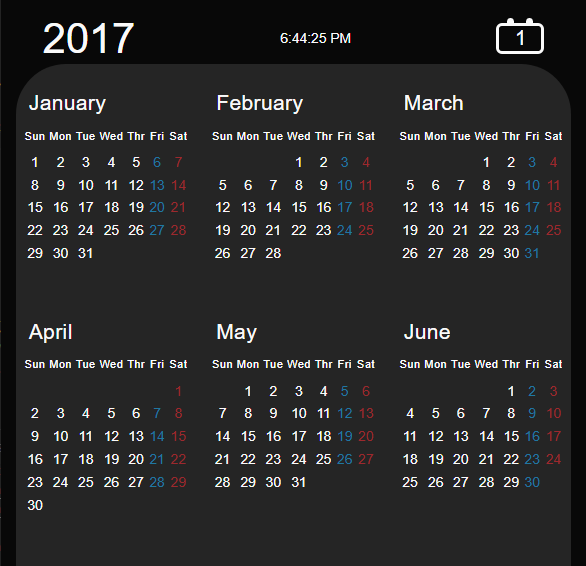 2017 6:44:25 PM 1
January February March
Sun Mon Tue Wed Thr Fri Sat Sun Mon Tue Wed Thr Fri Sat Sun Mon Tue Wed Thr Fri Sat
1 2 3 4 5 6 7 1 2 3 4 1 2 3 4
8 9 10 11 12 13 14 5 6 7 8 9 10 11 5 6 7 8 9 10 11
15 16 17 18 19 20 21 12 13 14 15 16 17 18 12 13 14 15 16 17 18
22 23 24 25 26 27 28 19 20 21 22 23 24 25 19 20 21 22 23 24 25
29 30 31 26 27 28 26 27 28 29 30 31
April May June
Sun Mon Tue Wed Thr Fri Sat Sun Mon Tue Wed Thr Fri Sat Sun Mon Tue Wed Thr Fri Sat
1 1 2 3 4 5 6 1 2 3
2 3 4 5 6 7 8 7 8 9 10 11 12 13 4 5 6 7 8 9 10
9 10 11 12 13 14 15 14 15 16 17 18 19 20 11 12 13 14 15 16 17
16 17 18 19 20 21 22 21 22 23 24 25 26 27 18 19 20 21 22 23 24
23 24 25 26 27 28 29 28 29 30 31 25 26 27 28 29 30
30